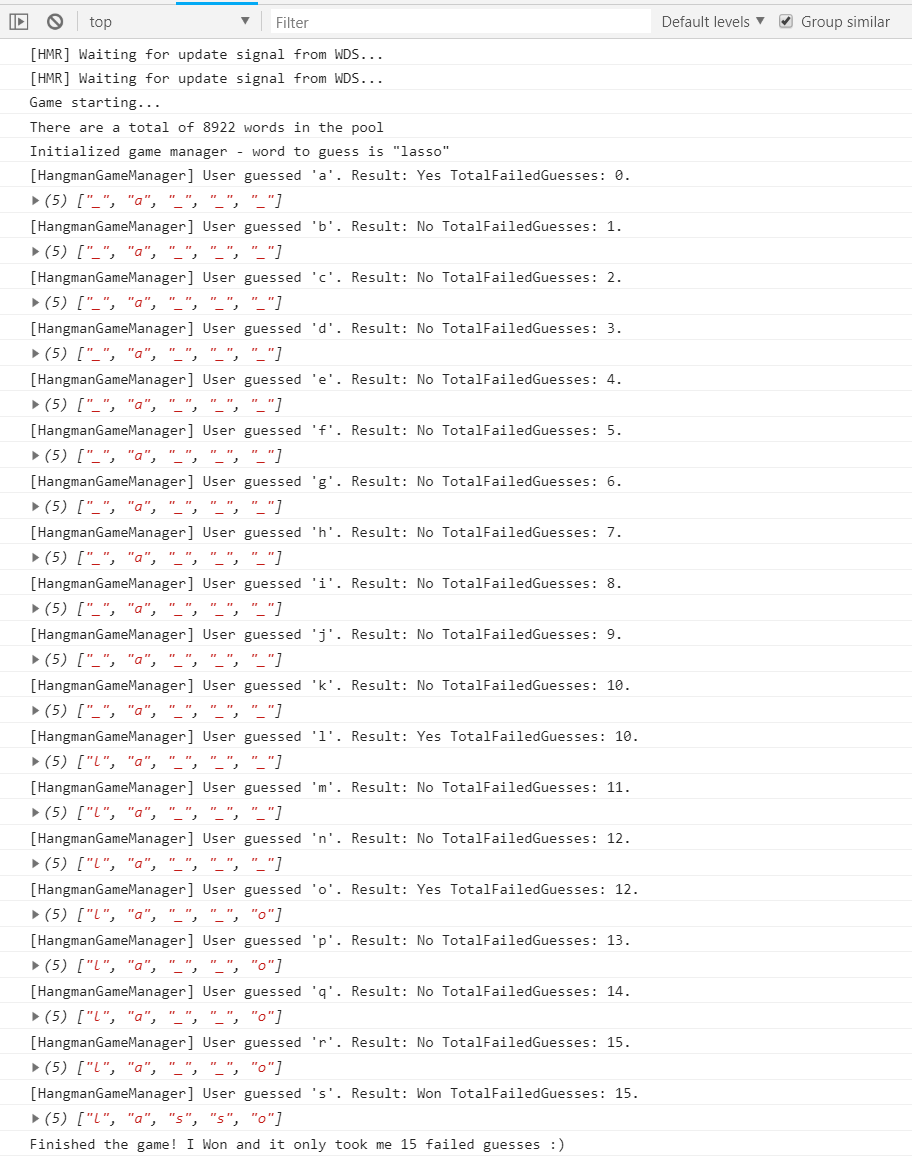 top ▼ Filter Default levels ▼ Group similar
[HMR] Waiting for update signal from WDS...
[HMR] Waiting for update signal from WDS...
Game starting...
There are a total of 8922 words in the pool
Initialized game manager - word to guess is "lasso"
[HangmanGameManager] User guessed 'a'. Result: Yes TotalFailedGuesses: 0.
▶ (5) ["_", "a", "_", "_", "_"]
[HangmanGameManager] User guessed 'b'. Result: No TotalFailedGuesses: 1.
▶ (5) ["_", "a", "_", "_", "_"]
[HangmanGameManager] User guessed 'c'. Result: No TotalFailedGuesses: 2.
▶ (5) ["_", "a", "_", "_", "_"]
[HangmanGameManager] User guessed 'd'. Result: No TotalFailedGuesses: 3.
▶ (5) ["_", "a", "_", "_", "_"]
[HangmanGameManager] User guessed 'e'. Result: No TotalFailedGuesses: 4.
▶ (5) ["_", "a", "_", "_", "_"]
[HangmanGameManager] User guessed 'f'. Result: No TotalFailedGuesses: 5.
▶ (5) ["_", "a", "_", "_", "_"]
[HangmanGameManager] User guessed 'g'. Result: No TotalFailedGuesses: 6.
▶ (5) ["_", "a", "_", "_", "_"]
[HangmanGameManager] User guessed 'h'. Result: No TotalFailedGuesses: 7.
▶ (5) ["_", "a", "_", "_", "_"]
[HangmanGameManager] User guessed 'i'. Result: No TotalFailedGuesses: 8.
▶ (5) ["_", "a", "_", "_", "_"]
[HangmanGameManager] User guessed 'j'. Result: No TotalFailedGuesses: 9.
▶ (5) ["_", "a", "_", "_", "_"]
[HangmanGameManager] User guessed 'k'. Result: No TotalFailedGuesses: 10.
▶ (5) ["_", "a", "_", "_", "_"]
[HangmanGameManager] User guessed 'l'. Result: Yes TotalFailedGuesses: 10.
▶ (5) ["l", "a", "_", "_", "_"]
[HangmanGameManager] User guessed 'm'. Result: No TotalFailedGuesses: 11.
▶ (5) ["l", "a", "_", "_", "_"]
[HangmanGameManager] User guessed 'n'. Result: No TotalFailedGuesses: 12.
▶ (5) ["l", "a", "_", "_", "_"]
[HangmanGameManager] User guessed 'o'. Result: Yes TotalFailedGuesses: 12.
▶ (5) ["l", "a", "_", "_", "o"]
[HangmanGameManager] User guessed 'p'. Result: No TotalFailedGuesses: 13.
▶ (5) ["l", "a", "_", "_", "o"]
[HangmanGameManager] User guessed 'q'. Result: No TotalFailedGuesses: 14.
▶ (5) ["l", "a", "_", "_", "o"]
[HangmanGameManager] User guessed 'r'. Result: No TotalFailedGuesses: 15.
▶ (5) ["l", "a", "_", "_", "o"]
[HangmanGameManager] User guessed 's'. Result: Won TotalFailedGuesses: 15.
▶ (5) ["l", "a", "s", "s", "o"]
Finished the game! I Won and it only took me 15 failed guesses :)